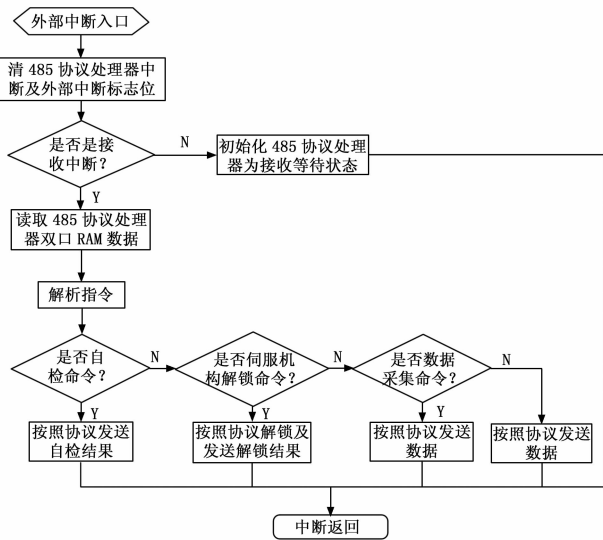 外部中断入口
清 485 协议处理器中
断及外部中断标志位
是否是接
收中断？
N
初始化 485 协议处理
器为接收等待状态
Y
读取 485 协议处理
器双口 RAM 数据
解析指令
是否自
检命令？
N
是否伺服机
构解锁命令？
N
是否数据
采集命令？
N
Y
Y
Y
按照协议发送
自检结果
按照协议解锁及
发送解锁结果
按照协议发送
数据
按照协议发送
数据
中断返回